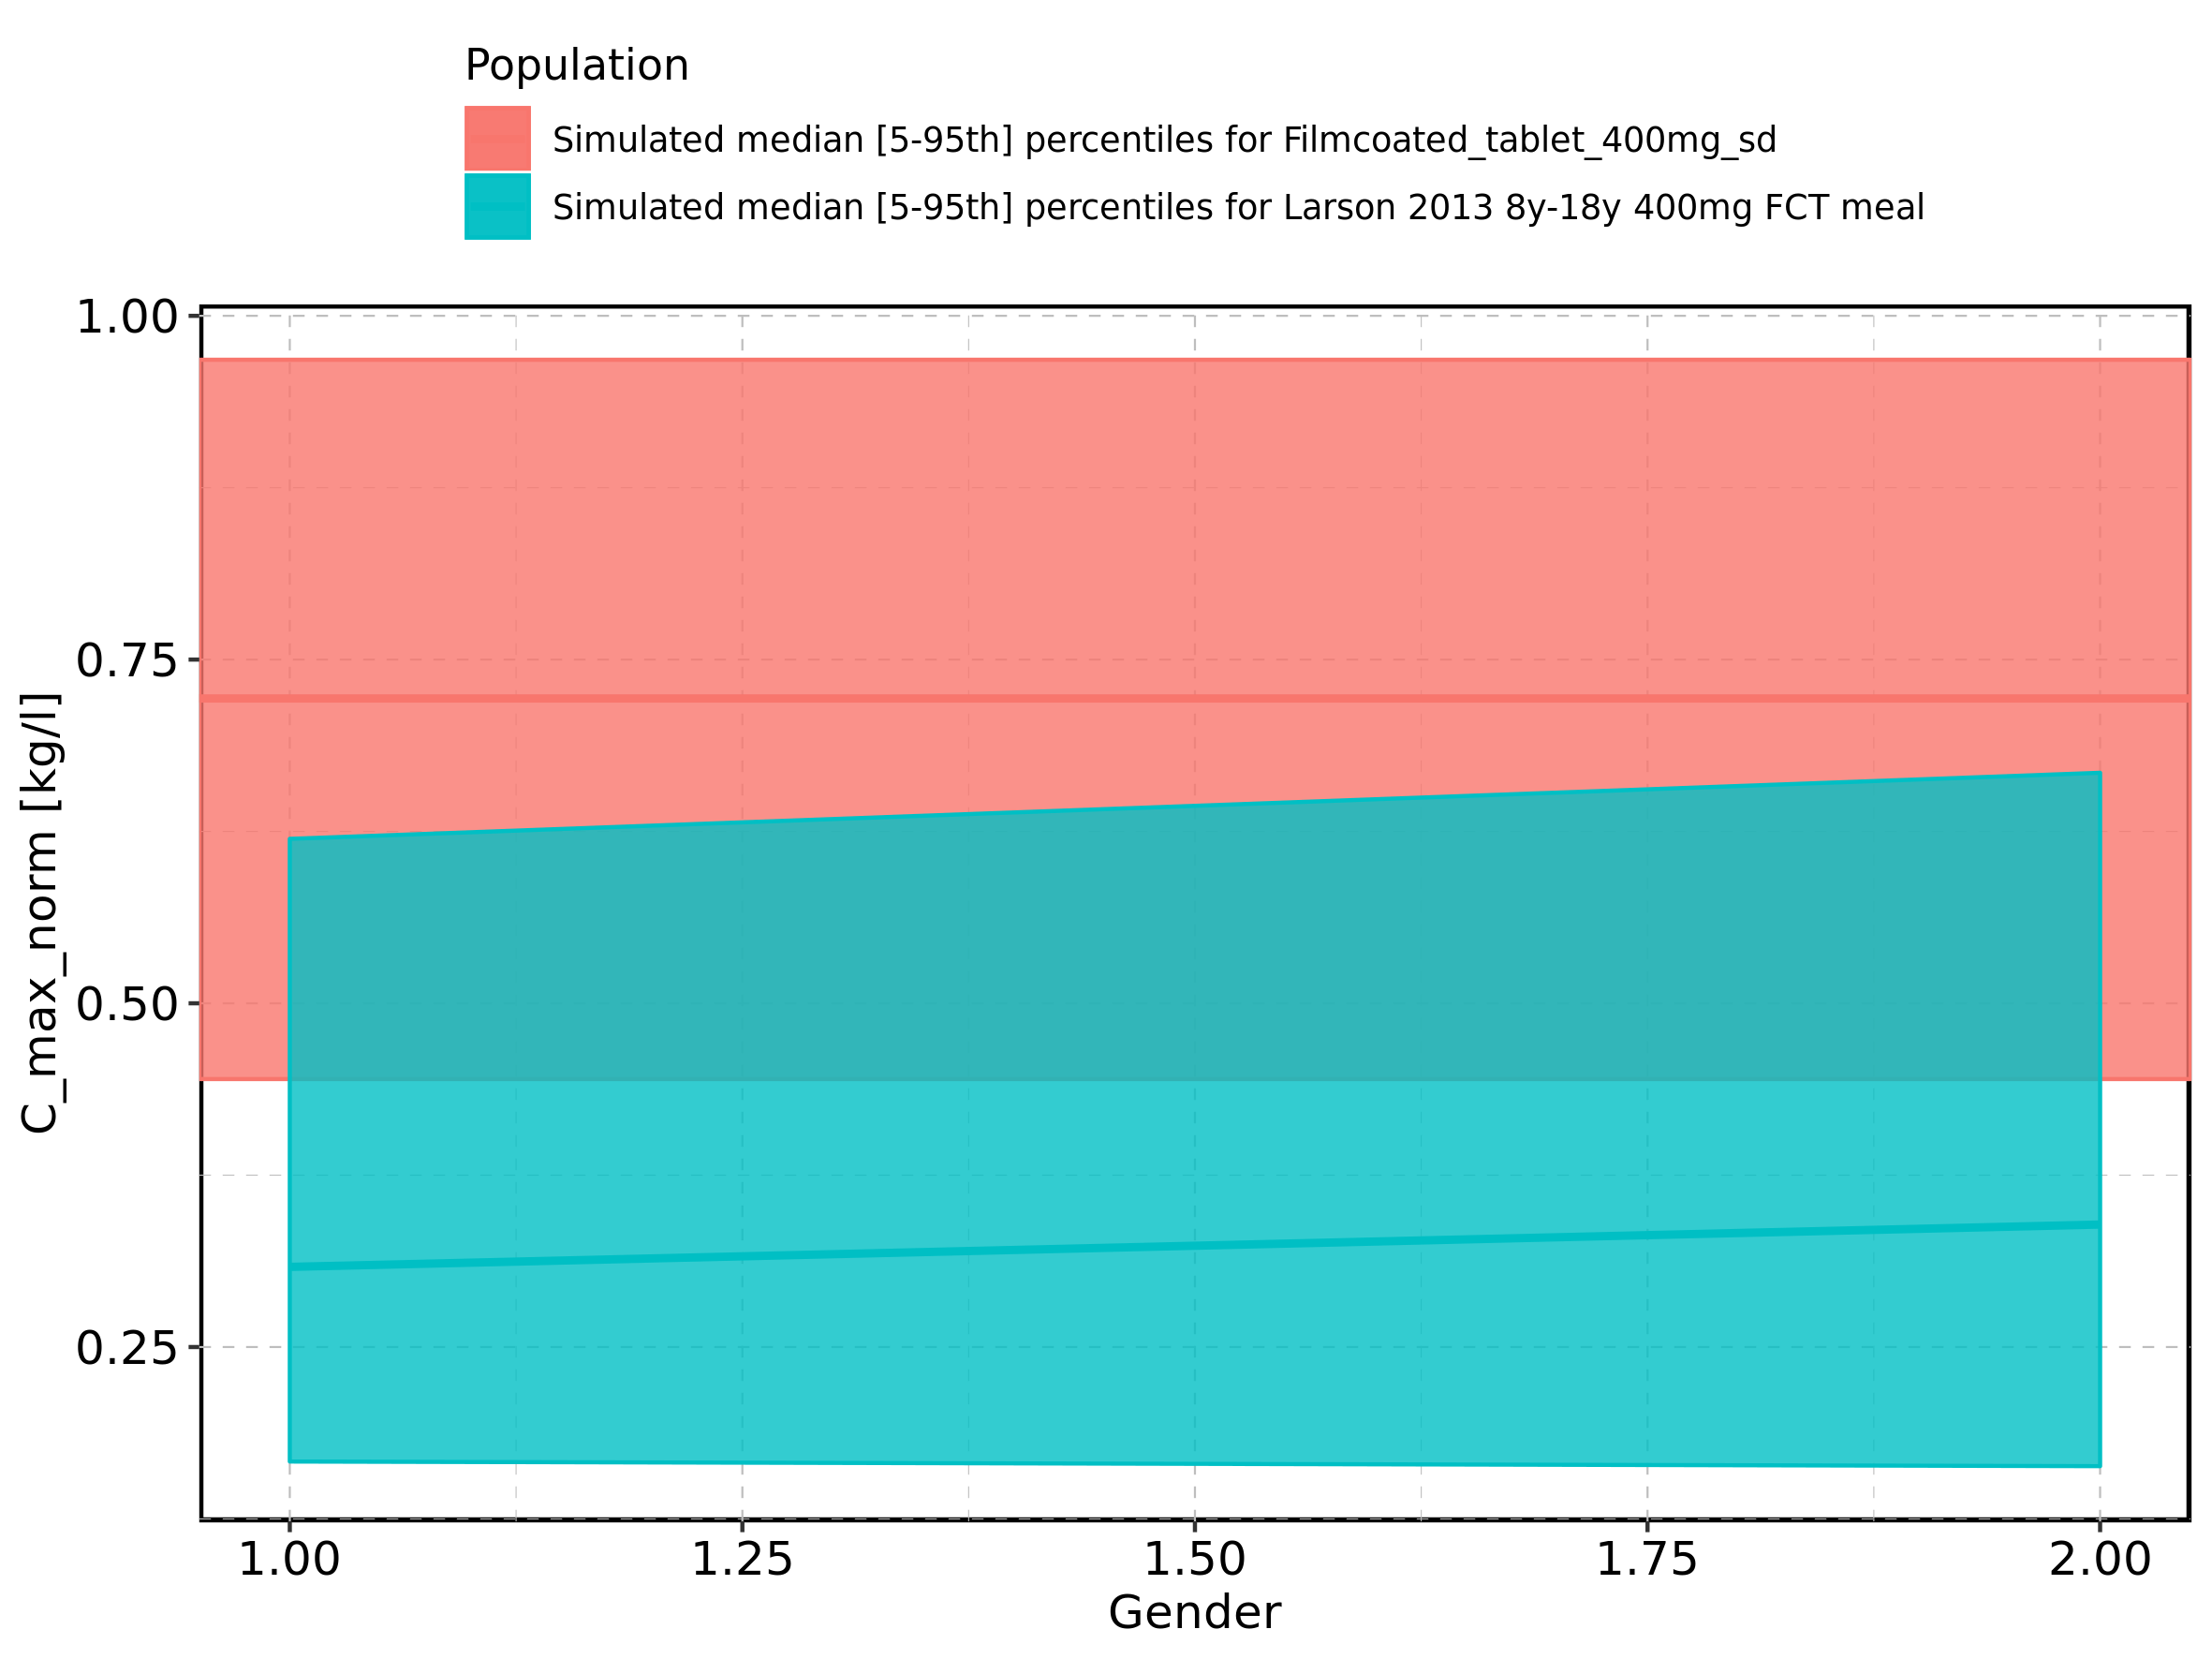 Population
Simulated median [5-95th] percentiles for Filmcoated_tablet_400mg_sd
Simulated median [5-95th] percentiles for Larson 2013 8y-18y 400mg FCT meal
1.00
0.75
0.50
0.25
C_max_norm [kg/l]
1.00 1.25 1.50 1.75 2.00
Gender